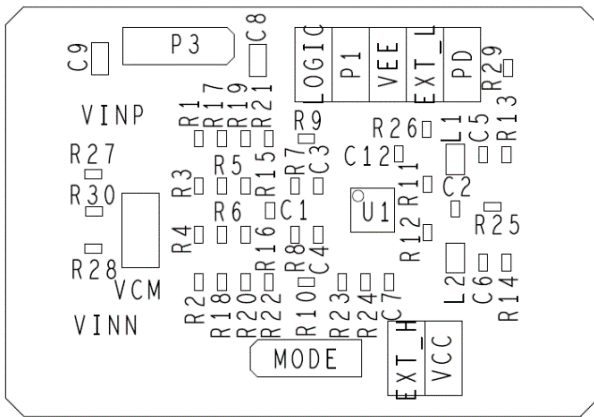 C9
P3
C8
LOGIC
P1
VEE
EXT_L
PD
R29
VINP
R1
R17
R19
R21
R9
R26
L1
C5
R13
R27
R30
R28
R3
R5
R15
R7
C3
C12
R11
C2
R25
R4
R6
C1
U1
R16
R8
C4
R12
VCM
VINN
R2
R18
R20
R22
R10
R23
R24
C7
L2
C6
R14
MODE
EXT_H
VCC